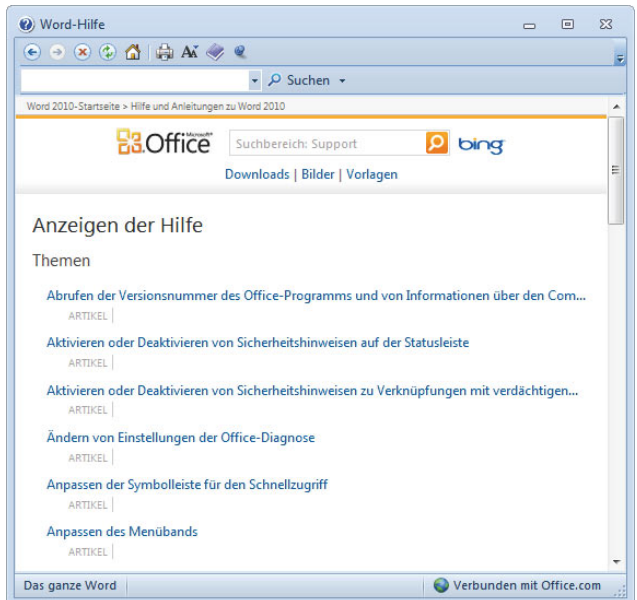 Word-Hilfe
Suchen
Word 2010-Startseite > Hilfe und Anleitungen zu Word 2010
Microsoft® Office Suchbereich: Support bing
Downloads | Bilder | Vorlagen
Anzeigen der Hilfe
Themen
Abrufen der Versionsnummer des Office-Programms und von Informationen über den Com...
ARTIKEL
Aktivieren oder Deaktivieren von Sicherheitshinweisen auf der Statusleiste
ARTIKEL
Aktivieren oder Deaktivieren von Sicherheitshinweisen zu Verknüpfungen mit verdächtigen...
ARTIKEL
Ändern von Einstellungen der Office-Diagnose
ARTIKEL
Anpassen der Symbolleiste für den Schnellzugriff
ARTIKEL
Anpassen des Menübands
ARTIKEL
Das ganze Word Verbunden mit Office.com